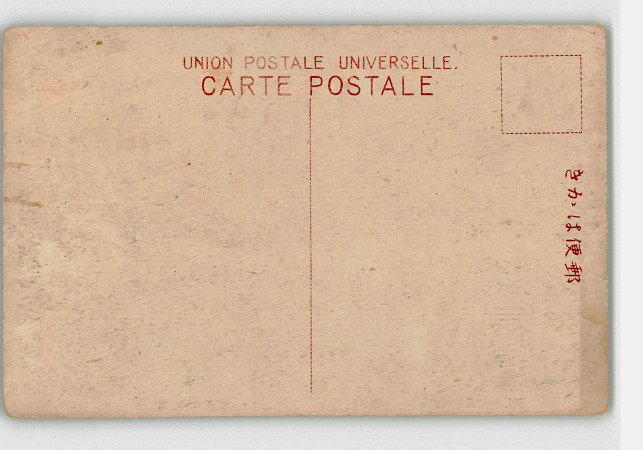 UNION POSTALE UNIVERSELLE.
CARTE POSTALE
きかは便郵